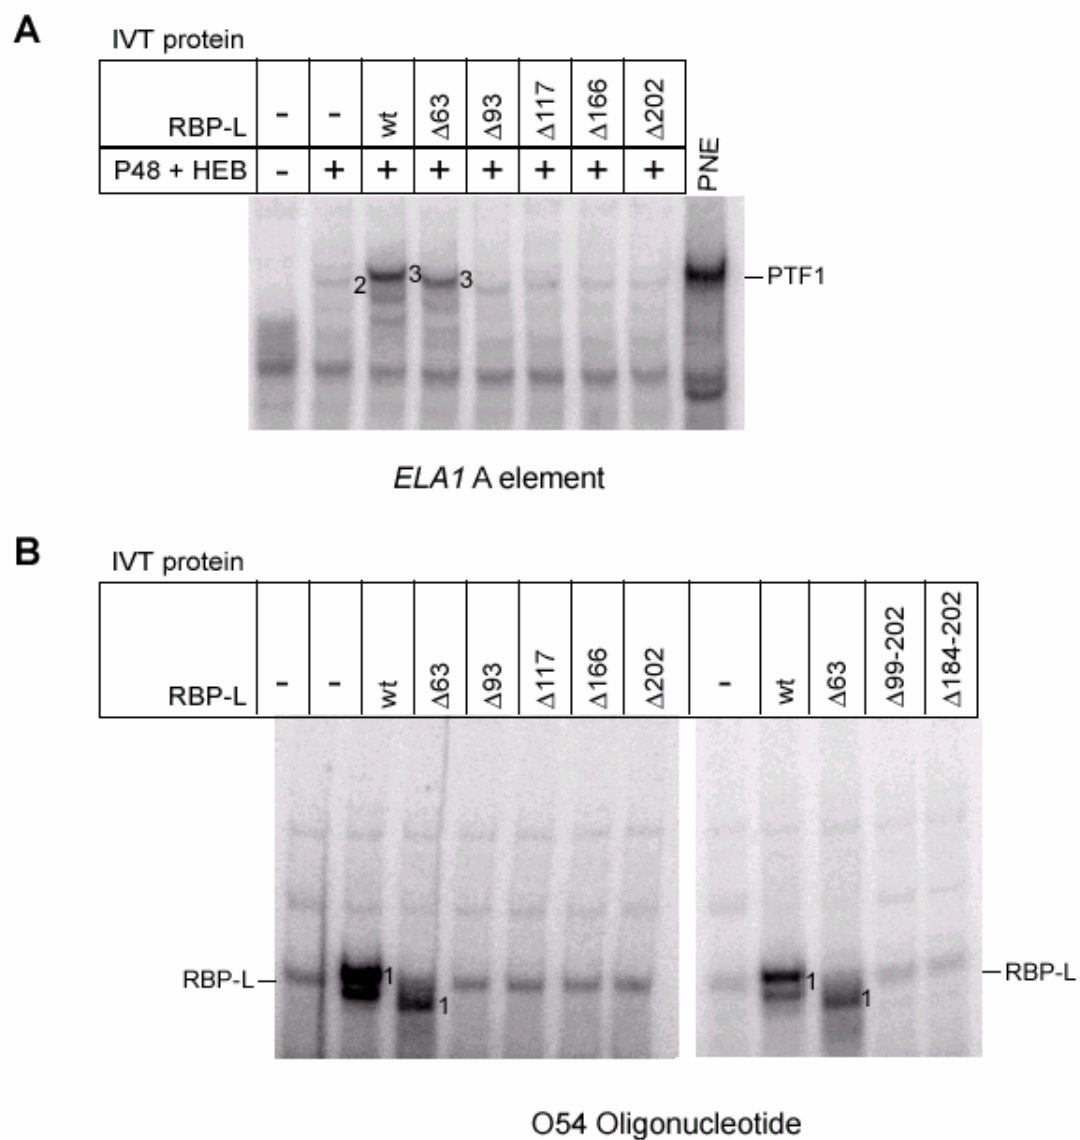 A
IVT protein
RBP-L - - wt Δ63 Δ93 Δ117 Δ166 Δ202
P48 + HEB - + + + + + + + PNE
2 3 3 PTF1
ELA1 A element
B
IVT protein
RBP-L - - wt Δ63 Δ93 Δ117 Δ166 Δ202 - wt Δ63 Δ99-202 Δ184-202
RBP-L 1 1 1 1 RBP-L
O54 Oligonucleotide